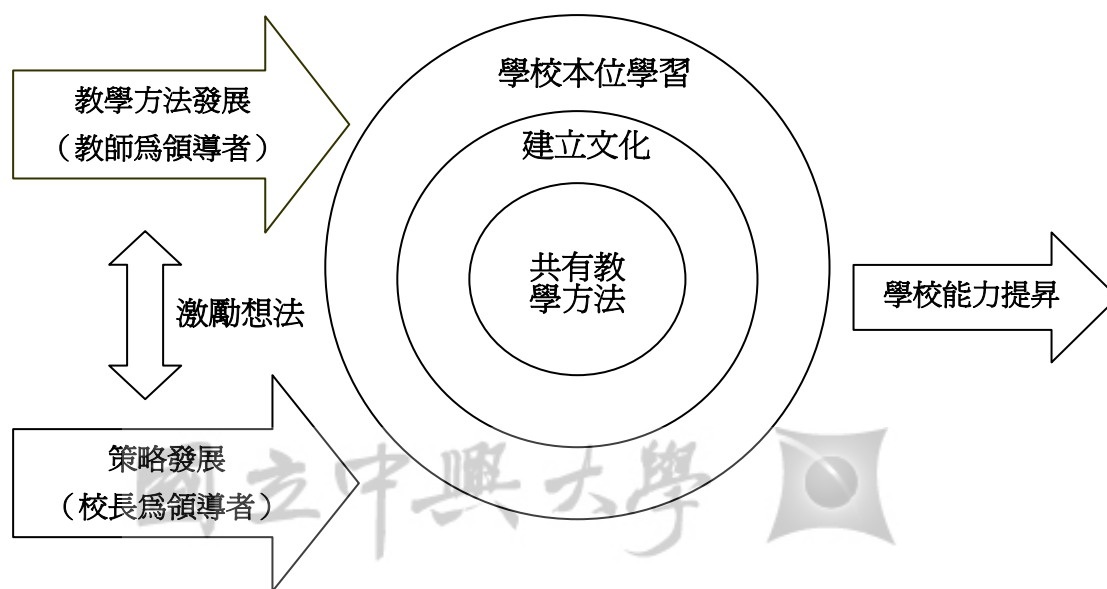 教學方法發展
（教師爲領導者）
學校本位學習
建立文化
共有教
學方法
激勵想法
學校能力提昇
策略發展
（校長爲領導者）
國立中興大學